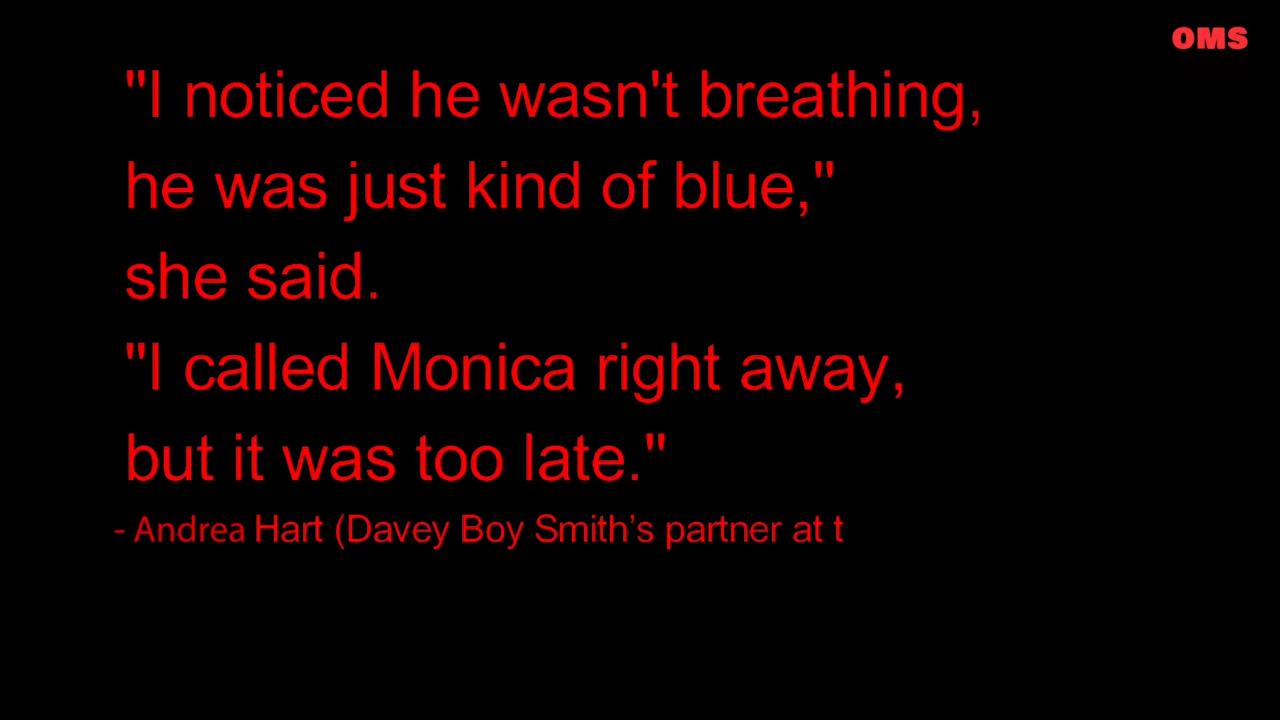 OMS
"I noticed he wasn't breathing,
he was just kind of blue,"
she said.
"I called Monica right away,
but it was too late."
- Andrea Hart (Davey Boy Smith’s partner at t